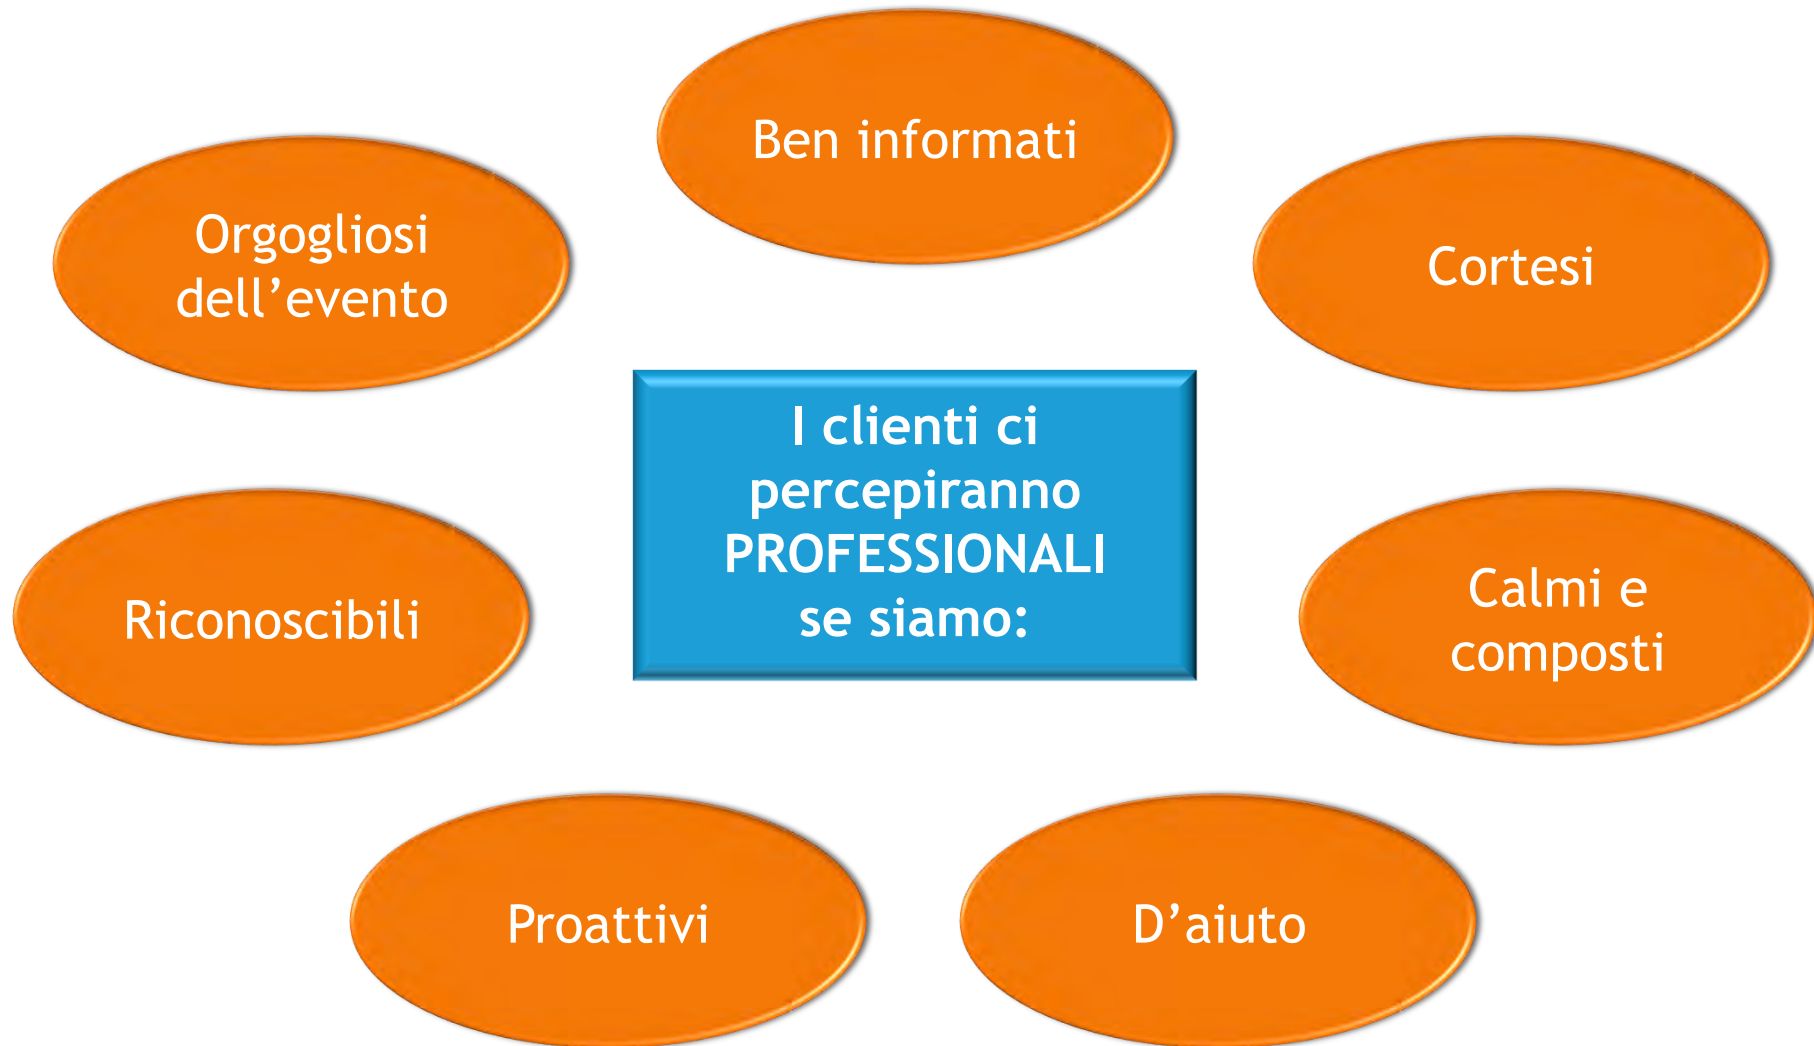 Ben informati
Orgogliosi
dell’evento
Cortesi
I clienti ci
percepiranno
PROFESSIONALI
se siamo:
Riconoscibili
Calmi e
composti
Proattivi
D’aiuto